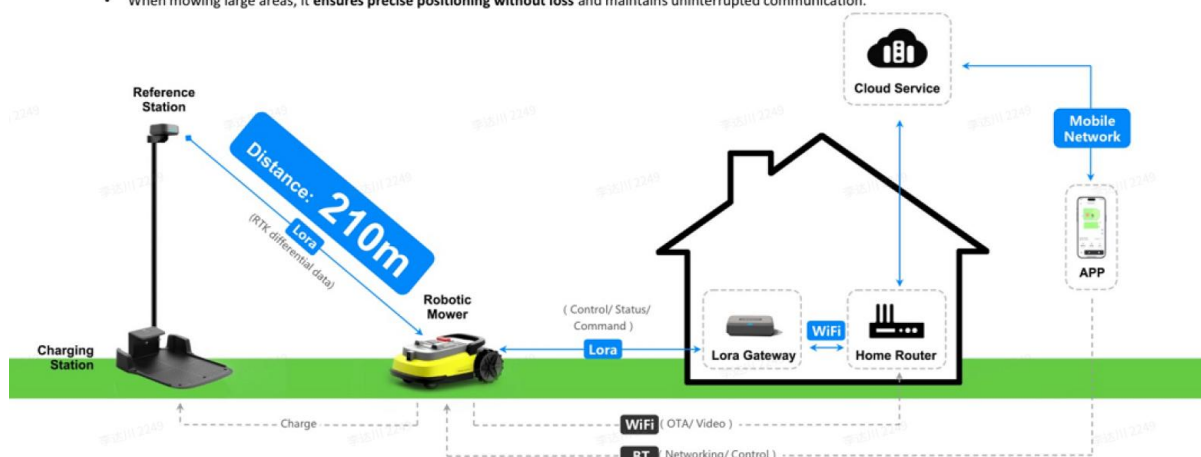 • When mowing large areas, it ensures precise positioning without loss and maintains uninterrupted communication.
Cloud Service
Reference
Station
Mobile
Network
Distance: 210m
Lora
(RTK differential data)
APP
Robotic
Mower
( Control/ Status/
Command )
Lora
Lora Gateway
WiFi
Home Router
Charging
Station
Charge
WiFi ( OTA/ Video )
BT ( Networking/ Control )